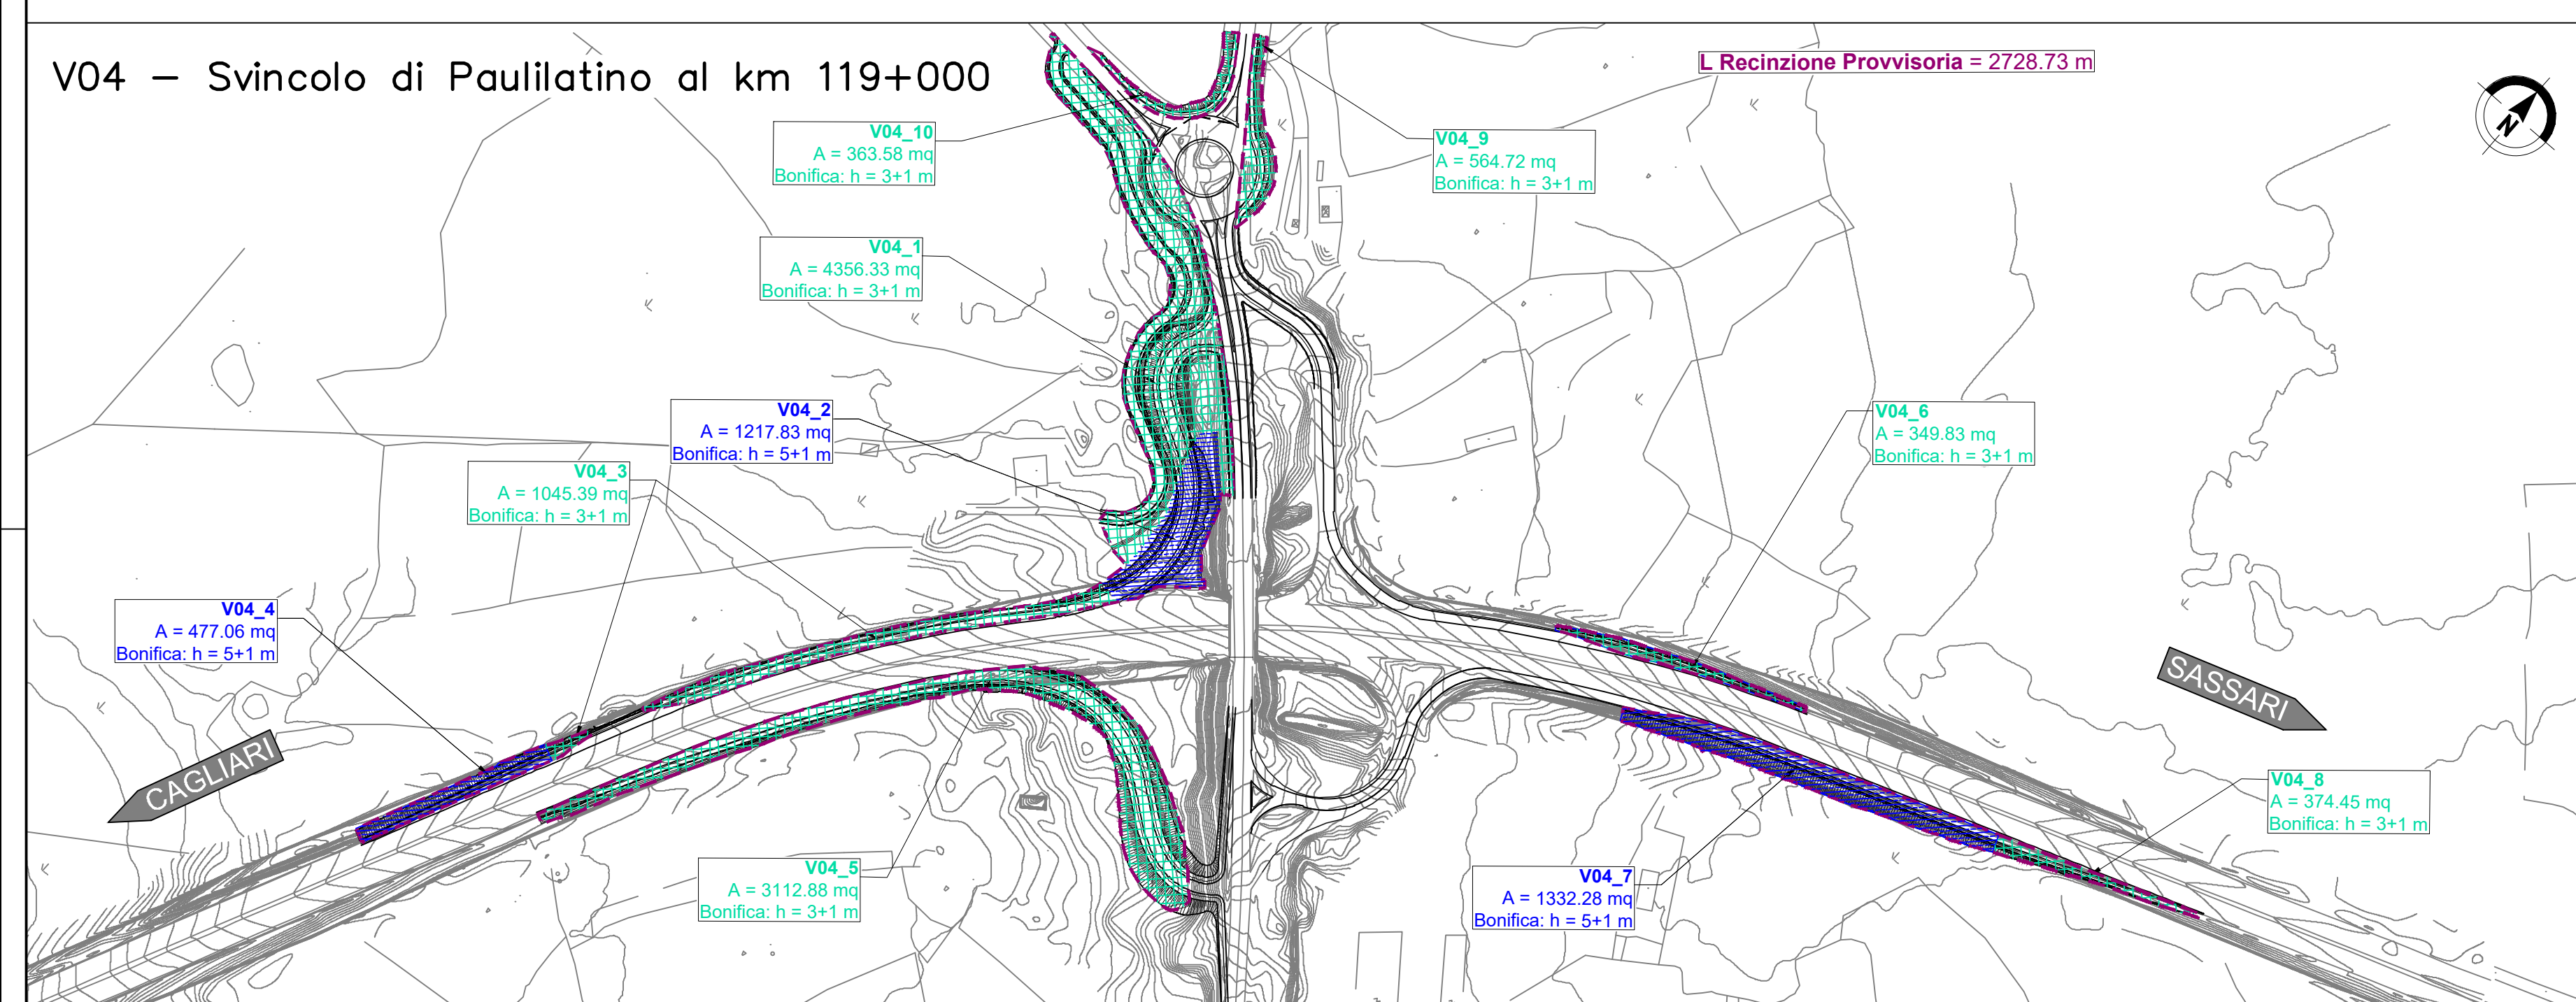 V04 – Svincolo di Paulilatino al km 119+000
L Recinzione Provvisoria = 2728.73 m
N
V04_10
A = 363.58 mq
Bonifica: h = 3+1 m
V04_9
A = 564.72 mq
Bonifica: h = 3+1 m
V04_1
A = 4356.33 mq
Bonifica: h = 3+1 m
V04_2
A = 1217.83 mq
Bonifica: h = 5+1 m
V04_6
A = 349.83 mq
Bonifica: h = 3+1 m
V04_3
A = 1045.39 mq
Bonifica: h = 3+1 m
V04_4
A = 477.06 mq
Bonifica: h = 5+1 m
SASSARI
CAGLIARI
V04_8
A = 374.45 mq
Bonifica: h = 3+1 m
V04_5
A = 3112.88 mq
Bonifica: h = 3+1 m
V04_7
A = 1332.28 mq
Bonifica: h = 5+1 m